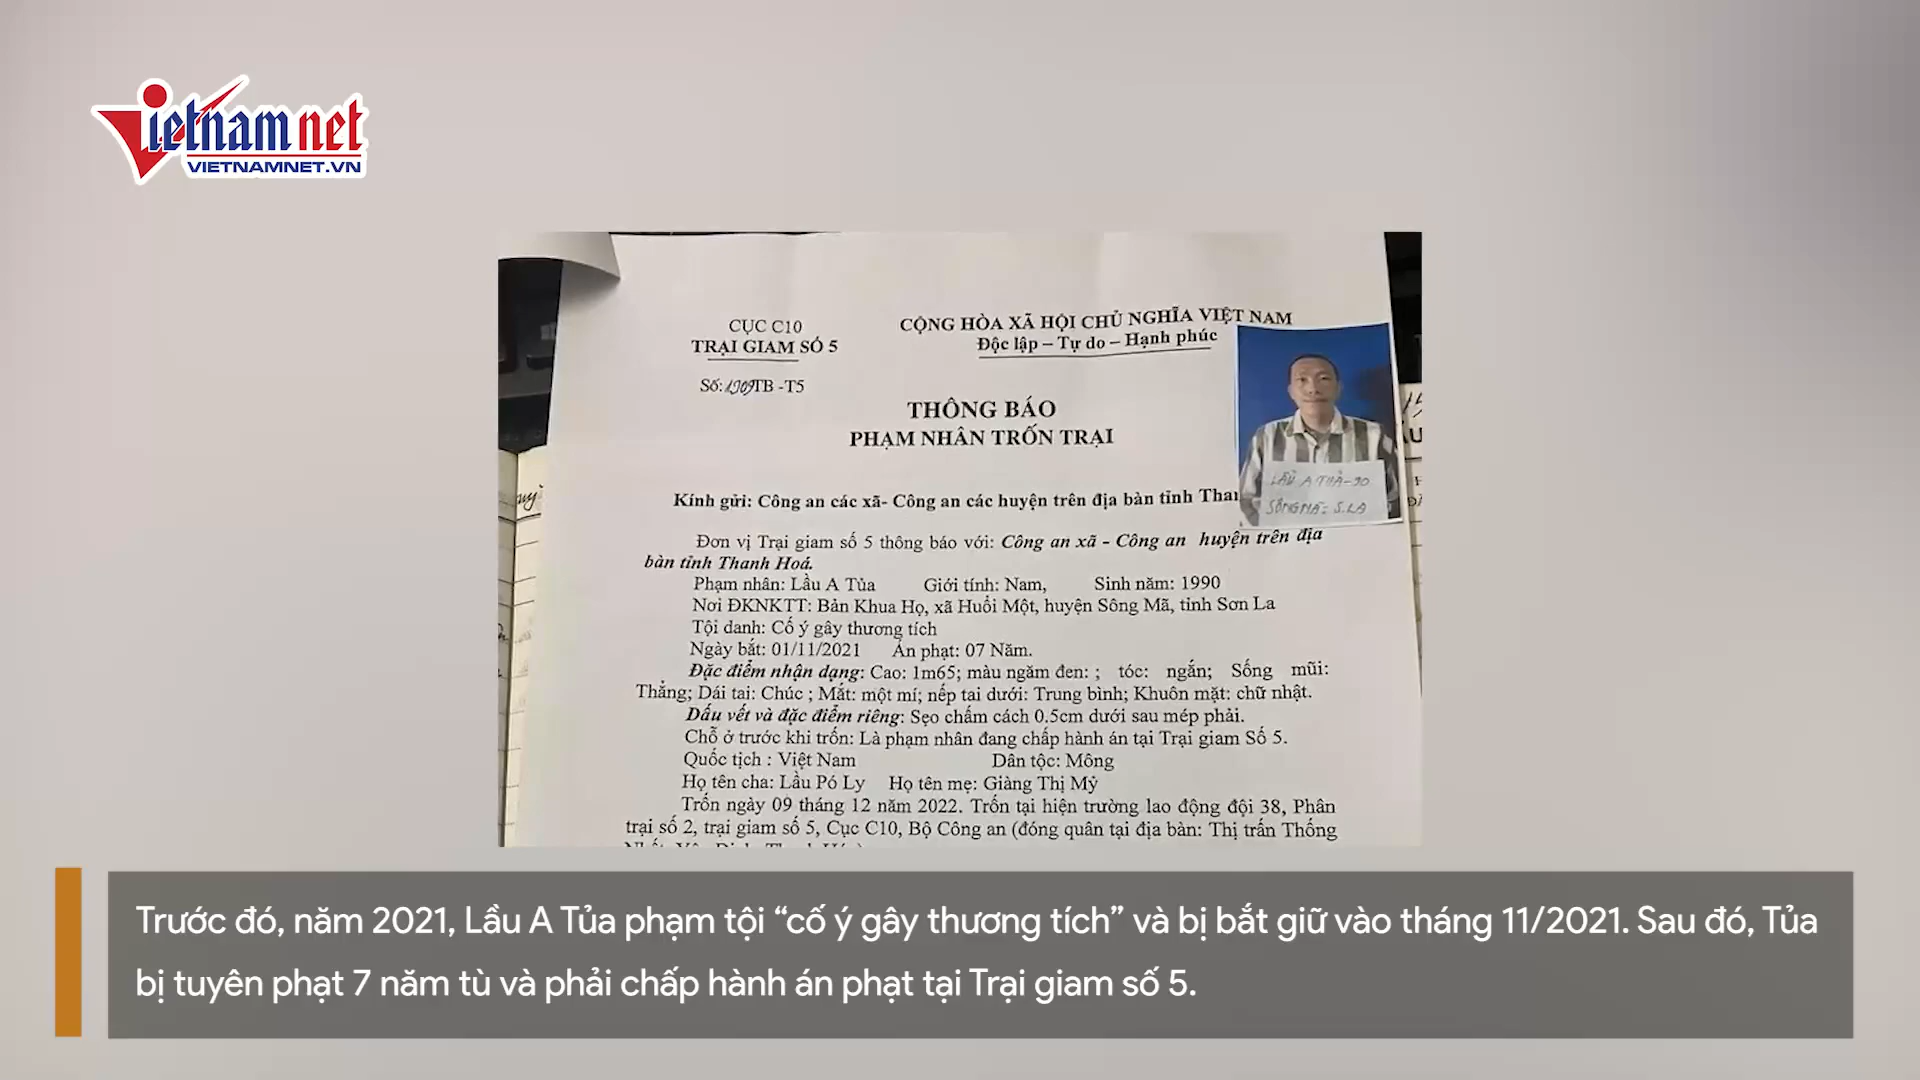 Vietnamnet
VIETNAMNET.VN
CỤC C10
TRẠI GIAM SỐ 5
Số: 1909TB -T5
CỘNG HÒA XÃ HỘI CHỦ NGHĨA VIỆT NAM
Độc lập – Tự do – Hạnh phúc
THÔNG BÁO
PHẠM NHÂN TRỐN TRẠI
LẦU A TỦA-90
SÔNG MÃ - S.LA
Kính gửi: Công an các xã- Công an các huyện trên địa bàn tỉnh
Đơn vị Trại giam số 5 thông báo với: Công an xã - Công an huyện trên địa
bàn tỉnh Thanh Hoá.
Phạm nhân: Lầu A Tủa Giới tính: Nam, Sinh năm: 1990
Nơi ĐKNKTT: Bản Khua Họ, xã Huổi Một, huyện Sông Mã, tỉnh Sơn La
Tội danh: Cố ý gây thương tích
Ngày bắt: 01/11/2021 Án phạt: 07 Năm.
Đặc điểm nhận dạng: Cao: 1m65; màu ngăm đen: ; tóc: ngắn; Sống mũi:
Thẳng; Dái tai: Chúc ; Mắt: một mí; nếp tai dưới: Trung bình; Khuôn mặt: chữ nhật.
Dấu vết và đặc điểm riêng: Sẹo chấm cách 0.5cm dưới sau mép phải.
Chỗ ở trước khi trốn: Là phạm nhân đang chấp hành án tại Trại giam Số 5.
Quốc tịch : Việt Nam Dân tộc: Mông
Họ tên cha: Lầu Pó Ly Họ tên mẹ: Giàng Thị Mỷ
Trốn ngày 09 tháng 12 năm 2022. Trốn tại hiện trường lao động đội 38, Phân
trại số 2, trại giam số 5, Cục C10, Bộ Công an (đóng quân tại địa bàn: Thị trấn Thống
Trước đó, năm 2021, Lầu A Tủa phạm tội “cố ý gây thương tích” và bị bắt giữ vào tháng 11/2021. Sau đó, Tủa
bị tuyên phạt 7 năm tù và phải chấp hành án phạt tại Trại giam số 5.